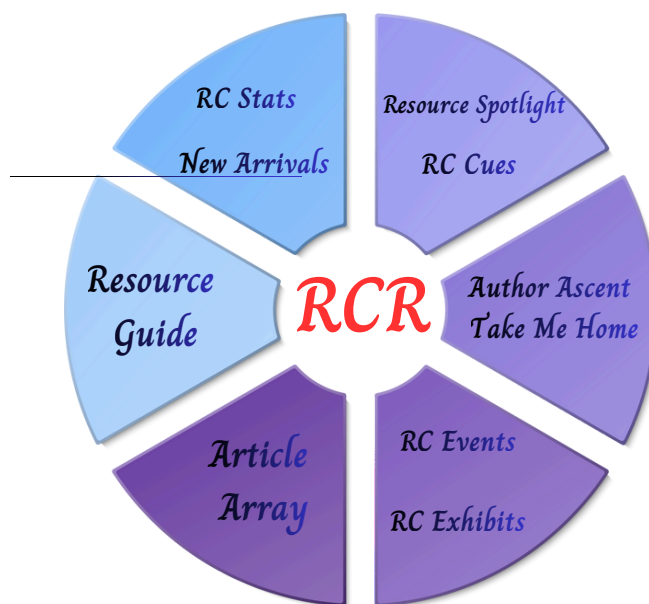 RC Stats
New Arrivals
Resource Spotlight
RC Cues
Resource
Guide
RCR
Author Ascent
Take Me Home
Article
Array
RC Events
RC Exhibits